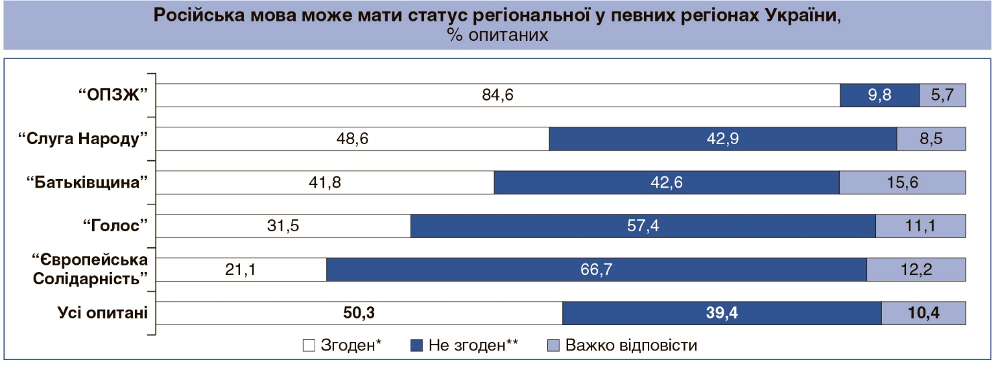 Російська мова може мати статус регіональної у певних регіонах України,
% опитаних
“ОПЗЖ” 84,6 9,8 5,7
“Слуга Народу” 48,6 42,9 8,5
“Батьківщина” 41,8 42,6 15,6
“Голос” 31,5 57,4 11,1
“Європейська
Солідарність” 21,1 66,7 12,2
Усі опитані 50,3 39,4 10,4
Згоден* Не згоден** Важко відповісти